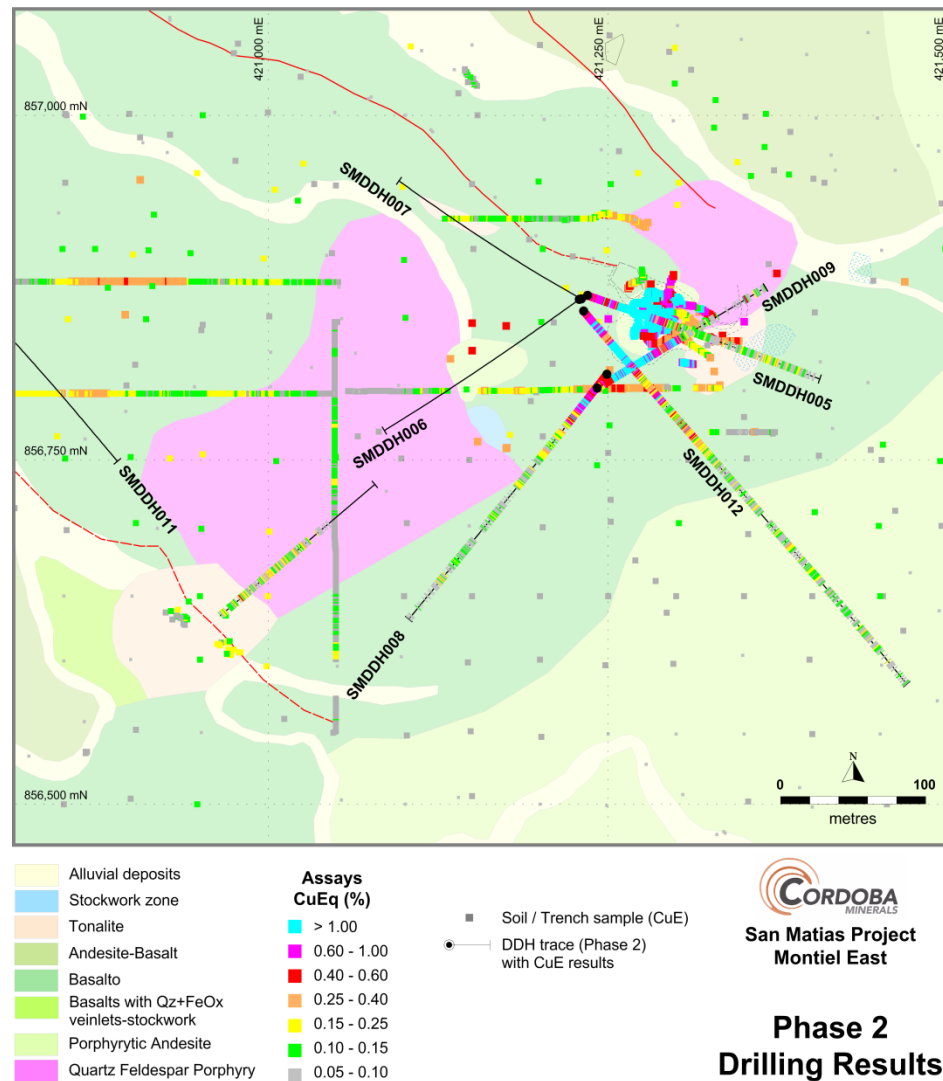 421,000 mE
421,250 mE
421,500 mE
857,000 mN
SMDDH007
SMDDH009
SMDDH005
SMDDH006
856,750 mN
SMDDH011
SMDDH012
SMDDH008
N
856,500 mN
0 100
metres
Alluvial deposits
Stockwork zone
Tonalite
Andesite-Basalt
Basalto
Basalts with Qz+FeOx
veinlets-stockwork
Porphyrytic Andesite
Quartz Feldespar Porphyry
Assays
CuEq (%)
> 1.00
0.60 - 1.00
0.40 - 0.60
0.25 - 0.40
0.15 - 0.25
0.10 - 0.15
0.05 - 0.10
Soil / Trench sample (CuE)
DDH trace (Phase 2)
with CuE results
CORDOBA
MINERALS
San Matias Project
Montiel East
Phase 2
Drilling Results